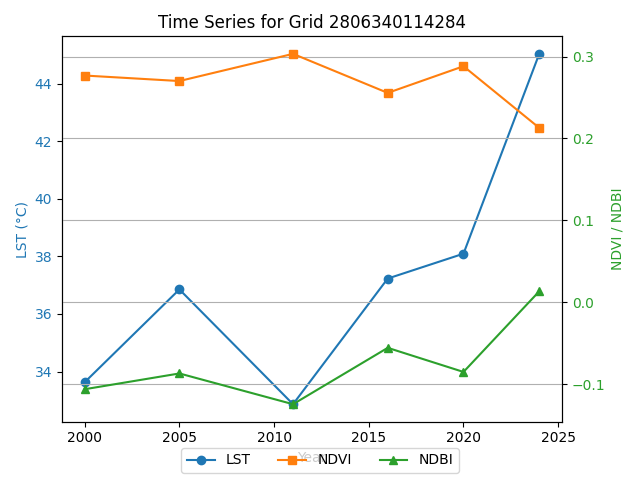 Time Series for Grid 2806340114284
44
42
40
38
36
34
LST (°C)
0.3
0.2
0.1
0.0
−0.1
NDVI / NDBI
2000 2005 2010 2015 2020 2025
Year
LST NDVI NDBI